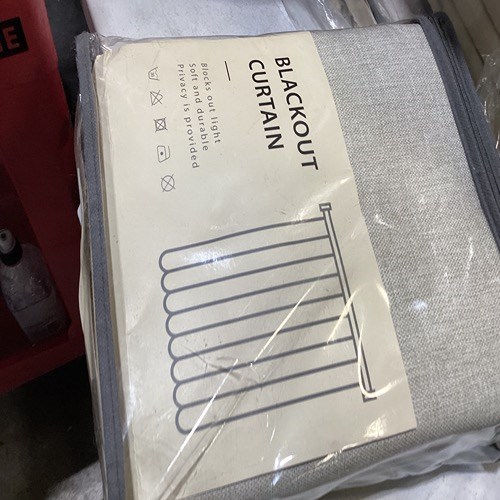 BLACKOUT
CURTAIN
Blocks out light
Soft and durable
Privacy is provided